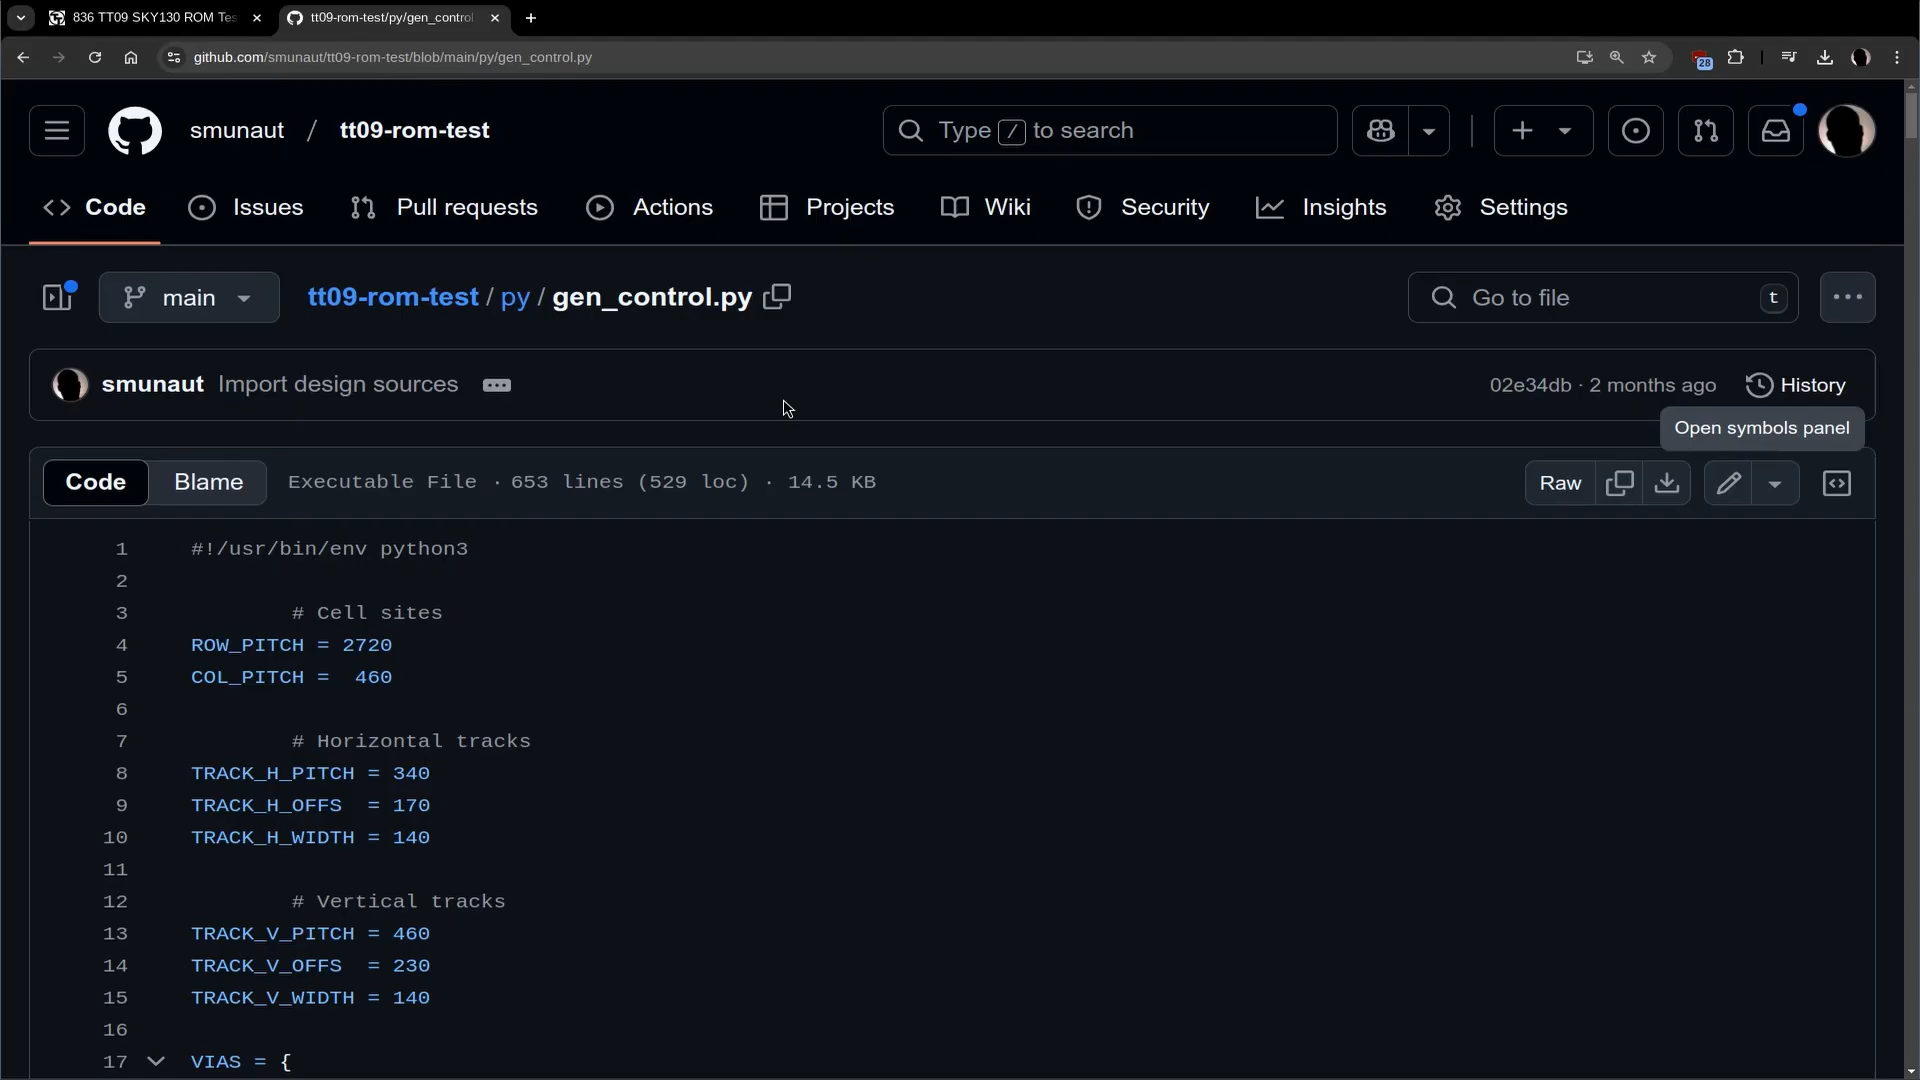 836 TT09 SKY130 ROM Tes
tt09-rom-test/py/gen_control
github.com/smunaut/tt09-rom-test/blob/main/py/gen_control.py
28
smunaut / tt09-rom-test
Type / to search
Code Issues Pull requests Actions Projects Wiki Security Insights Settings
main
tt09-rom-test / py / gen_control.py
Go to file t
smunaut Import design sources
02e34db · 2 months ago History
Open symbols panel
Code Blame Executable File · 653 lines (529 loc) · 14.5 KB Raw
1 #!/usr/bin/env python3
2
3 # Cell sites
4 ROW_PITCH = 2720
5 COL_PITCH =  460
6
7 # Horizontal tracks
8 TRACK_H_PITCH = 340
9 TRACK_H_OFFS  = 170
10 TRACK_H_WIDTH = 140
11
12 # Vertical tracks
13 TRACK_V_PITCH = 460
14 TRACK_V_OFFS  = 230
15 TRACK_V_WIDTH = 140
16
17 VIAS = {